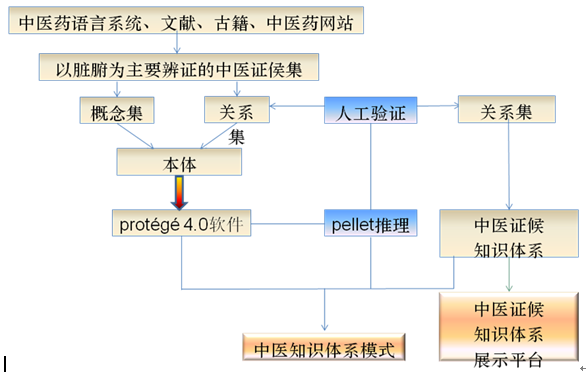 中医药语言系统、文献、古籍、中医药网站
以脏腑为主要辨证的中医证侯集
概念集
关系
集
人工验证
关系集
本体
protégé 4.0软件
pellet推理
中医证候
知识体系
中医知识体系模式
中医证候
知识体系
展示平台